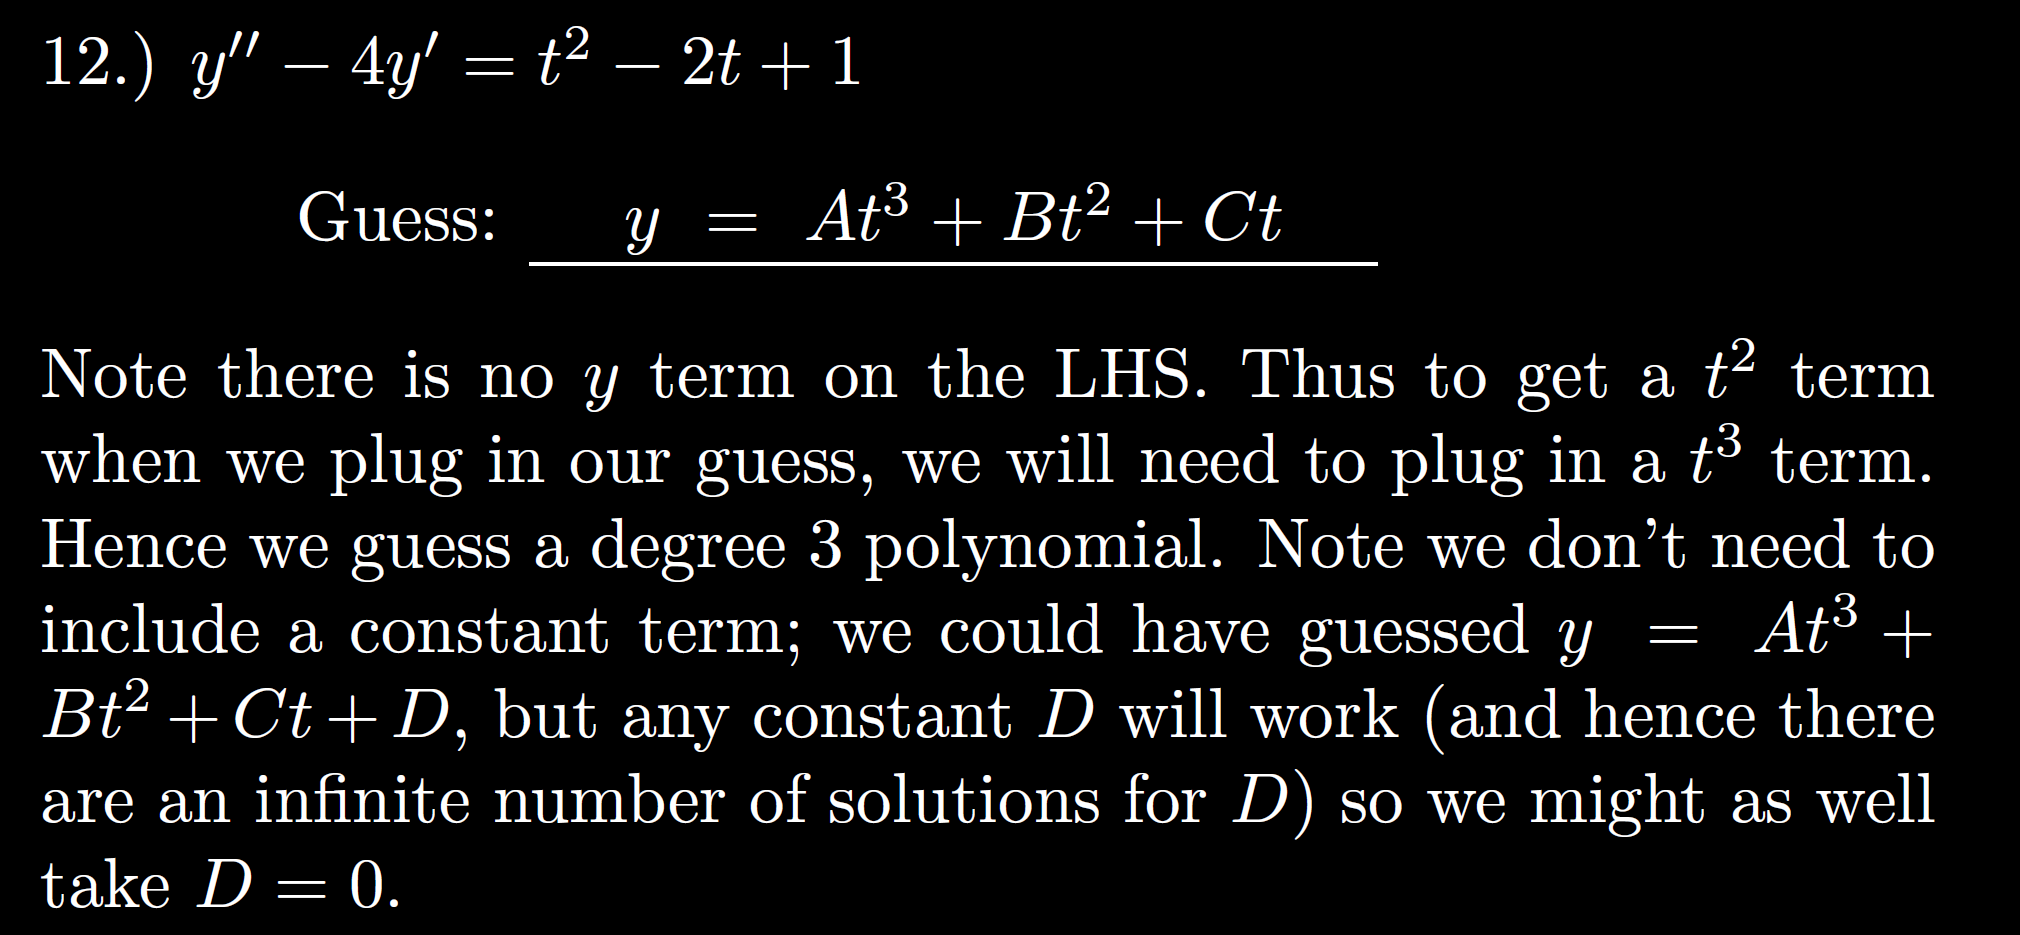 12.) y′′ − 4y′ = t² − 2t + 1
Guess: y = At³ + Bt² + Ct
Note there is no y term on the LHS. Thus to get a t² term
when we plug in our guess, we will need to plug in a t³ term.
Hence we guess a degree 3 polynomial. Note we don’t need to
include a constant term; we could have guessed y = At³ +
Bt² + Ct + D, but any constant D will work (and hence there
are an infinite number of solutions for D) so we might as well
take D = 0.